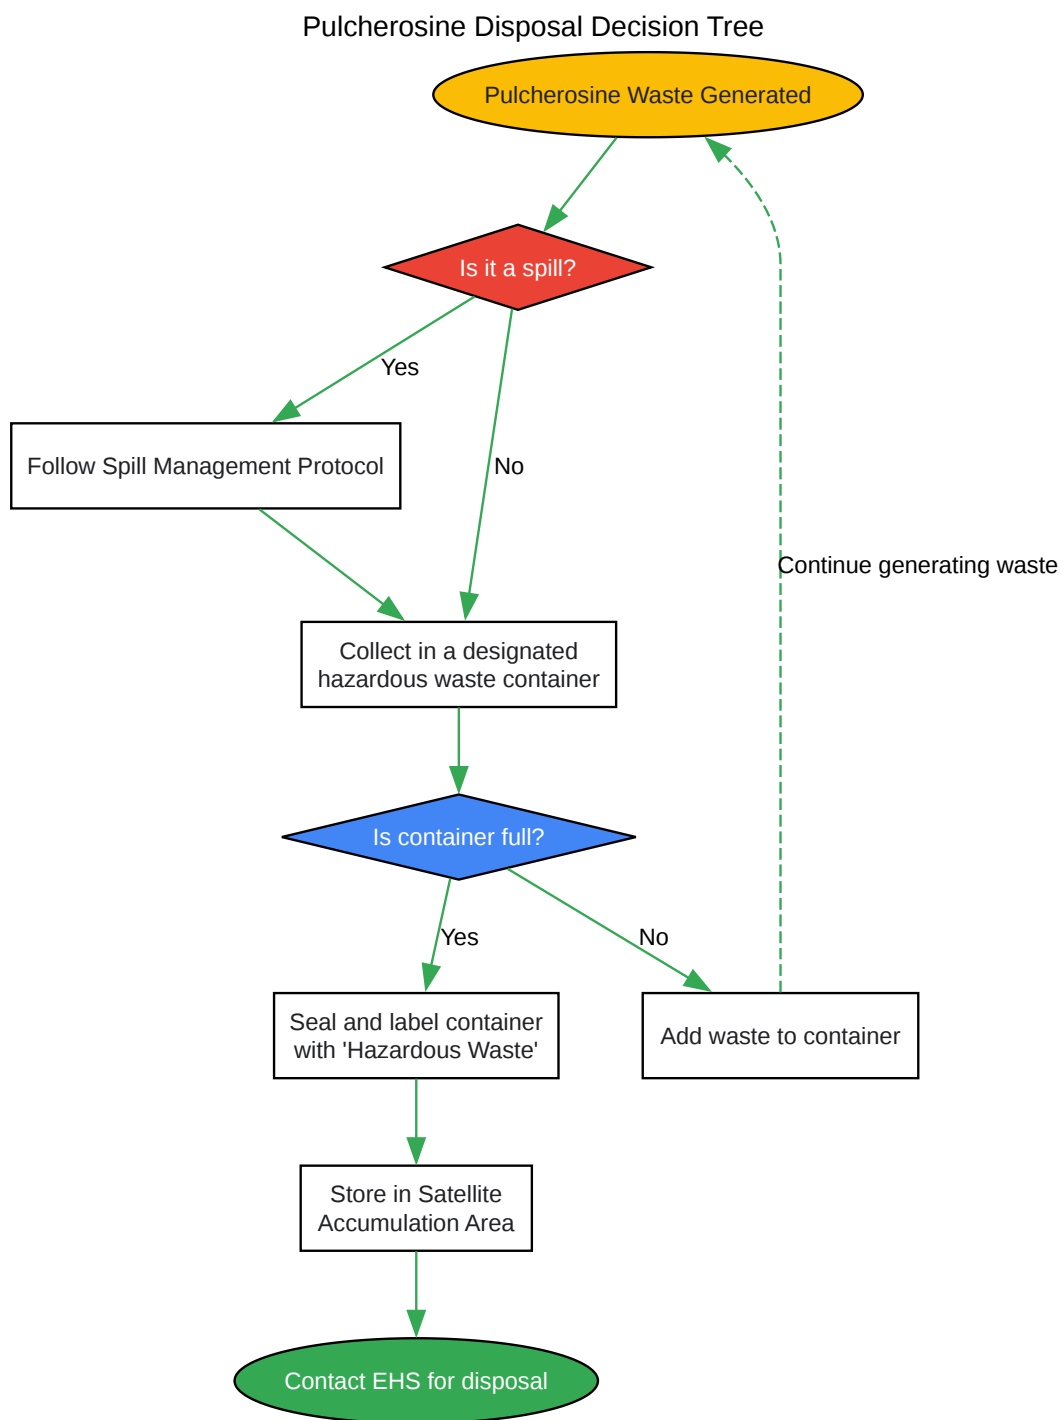 Pulcherosine Disposal Decision Tree
Pulcherosine Waste Generated
Is it a spill?
Yes
Follow Spill Management Protocol
No
Continue generating waste
Collect in a designated
hazardous waste container
Is container full?
Yes
No
Seal and label container
with 'Hazardous Waste'
Add waste to container
Store in Satellite
Accumulation Area
Contact EHS for disposal